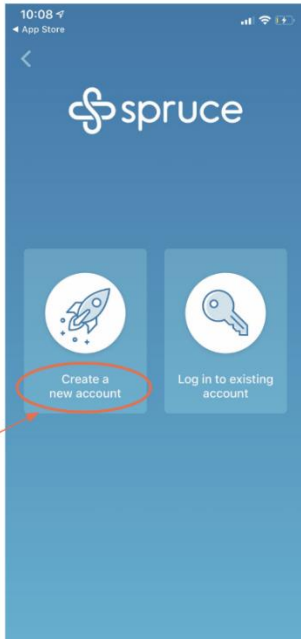 10:08
◀ App Store
spruce
Create a
new account
Log in to existing
account